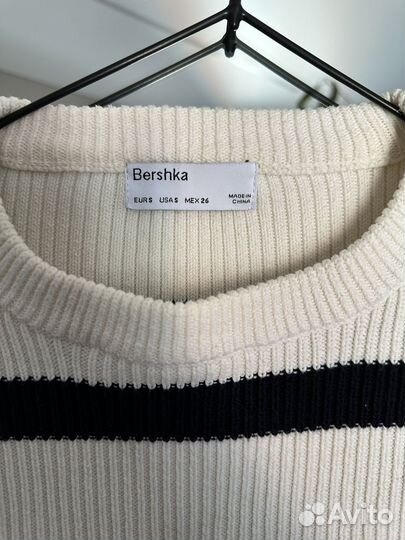 Bershka
EUR S USA S MEX 26 MADE IN
CHINA
Avito